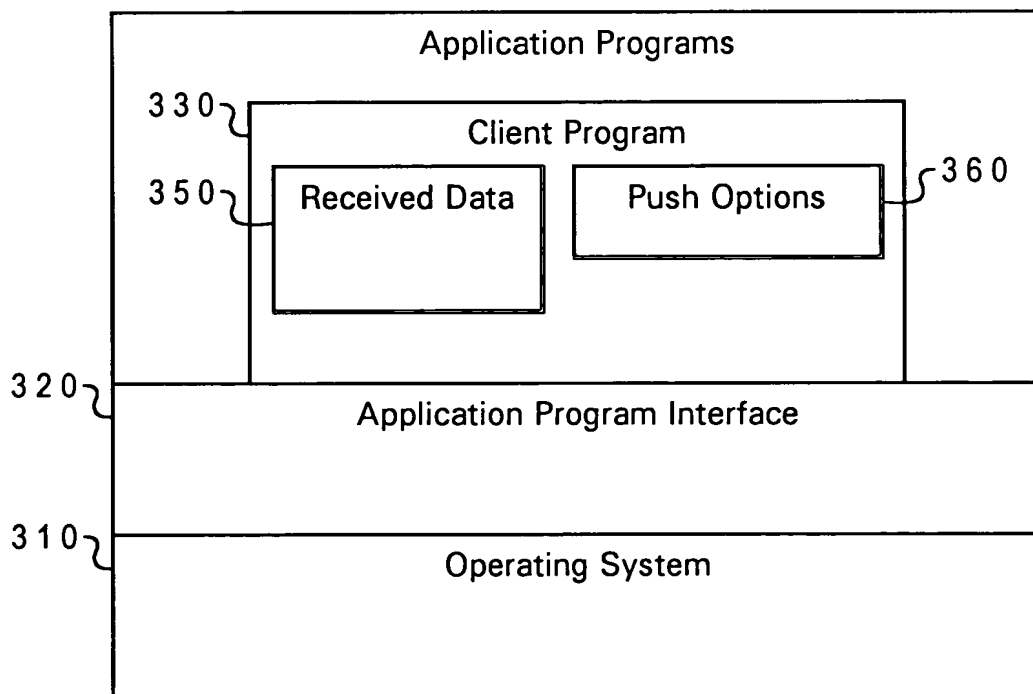 Application Programs
330
Client Program
350
Received Data
Push Options
360
320
Application Program Interface
310
Operating System